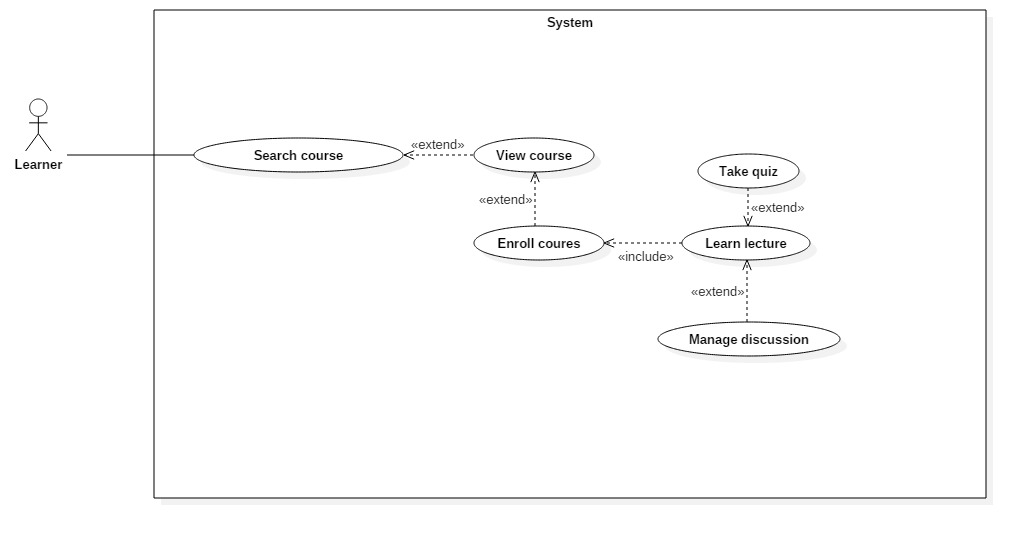 System
Learner
Search course
«extend»
View course
Take quiz
«extend»
«extend»
Enroll coures
Learn lecture
«include»
«extend»
Manage discussion